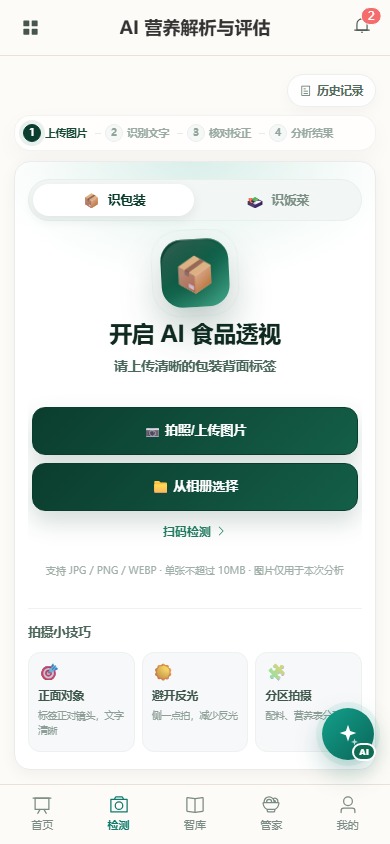 AI 营养解析与评估
2
历史记录
1 上传图片 2 识别文字 3 核对校正 4 分析结果
识包装 识饭菜
开启 AI 食品透视
请上传清晰的包装背面标签
拍照/上传图片
从相册选择
扫码检测
支持 JPG / PNG / WEBP · 单张不超过 10MB · 图片仅用于本次分析
拍摄小技巧
正面对象
标签正对镜头，文字
清晰
避开反光
侧一点拍，减少反光
分区拍摄
配料、营养表分
AI
首页 检测 智库 管家 我的